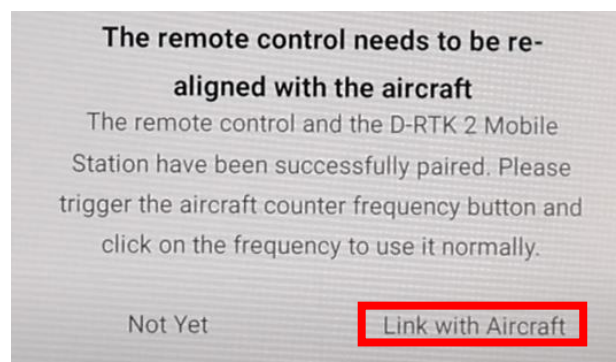 The remote control needs to be re-
aligned with the aircraft
The remote control and the D-RTK 2 Mobile
Station have been successfully paired. Please
trigger the aircraft counter frequency button and
click on the frequency to use it normally.
Not Yet Link with Aircraft